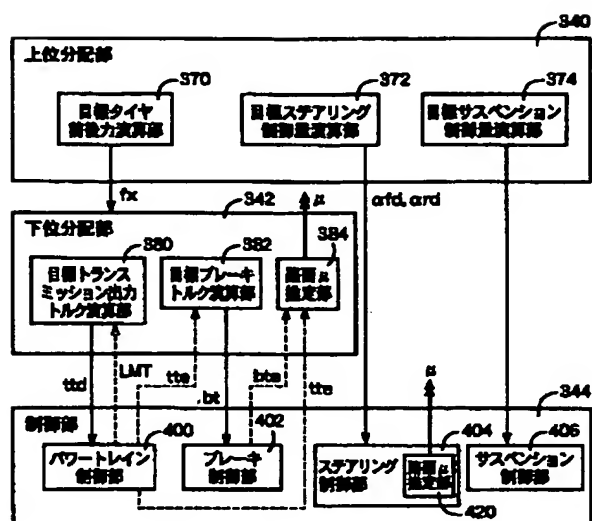 340
上位分配部
370
372
374
目標タイヤ
前後力演算部
目標ステアリング
制御量演算部
目標サスペンション
制御量演算部
fx
342
μ
αfd, αrd
下位分配部
380
382
384
目標トランス
ミッション出力
トルク演算部
目標ブレーキ
トルク演算部
路面μ
推定部
ttd
LMT
tta
bt
bta
tta
μ
344
制御部
400
402
404
406
パワートレイン
制御部
ブレーキ
制御部
ステアリング
制御部
路面μ
推定部
420
サスペンション
制御部